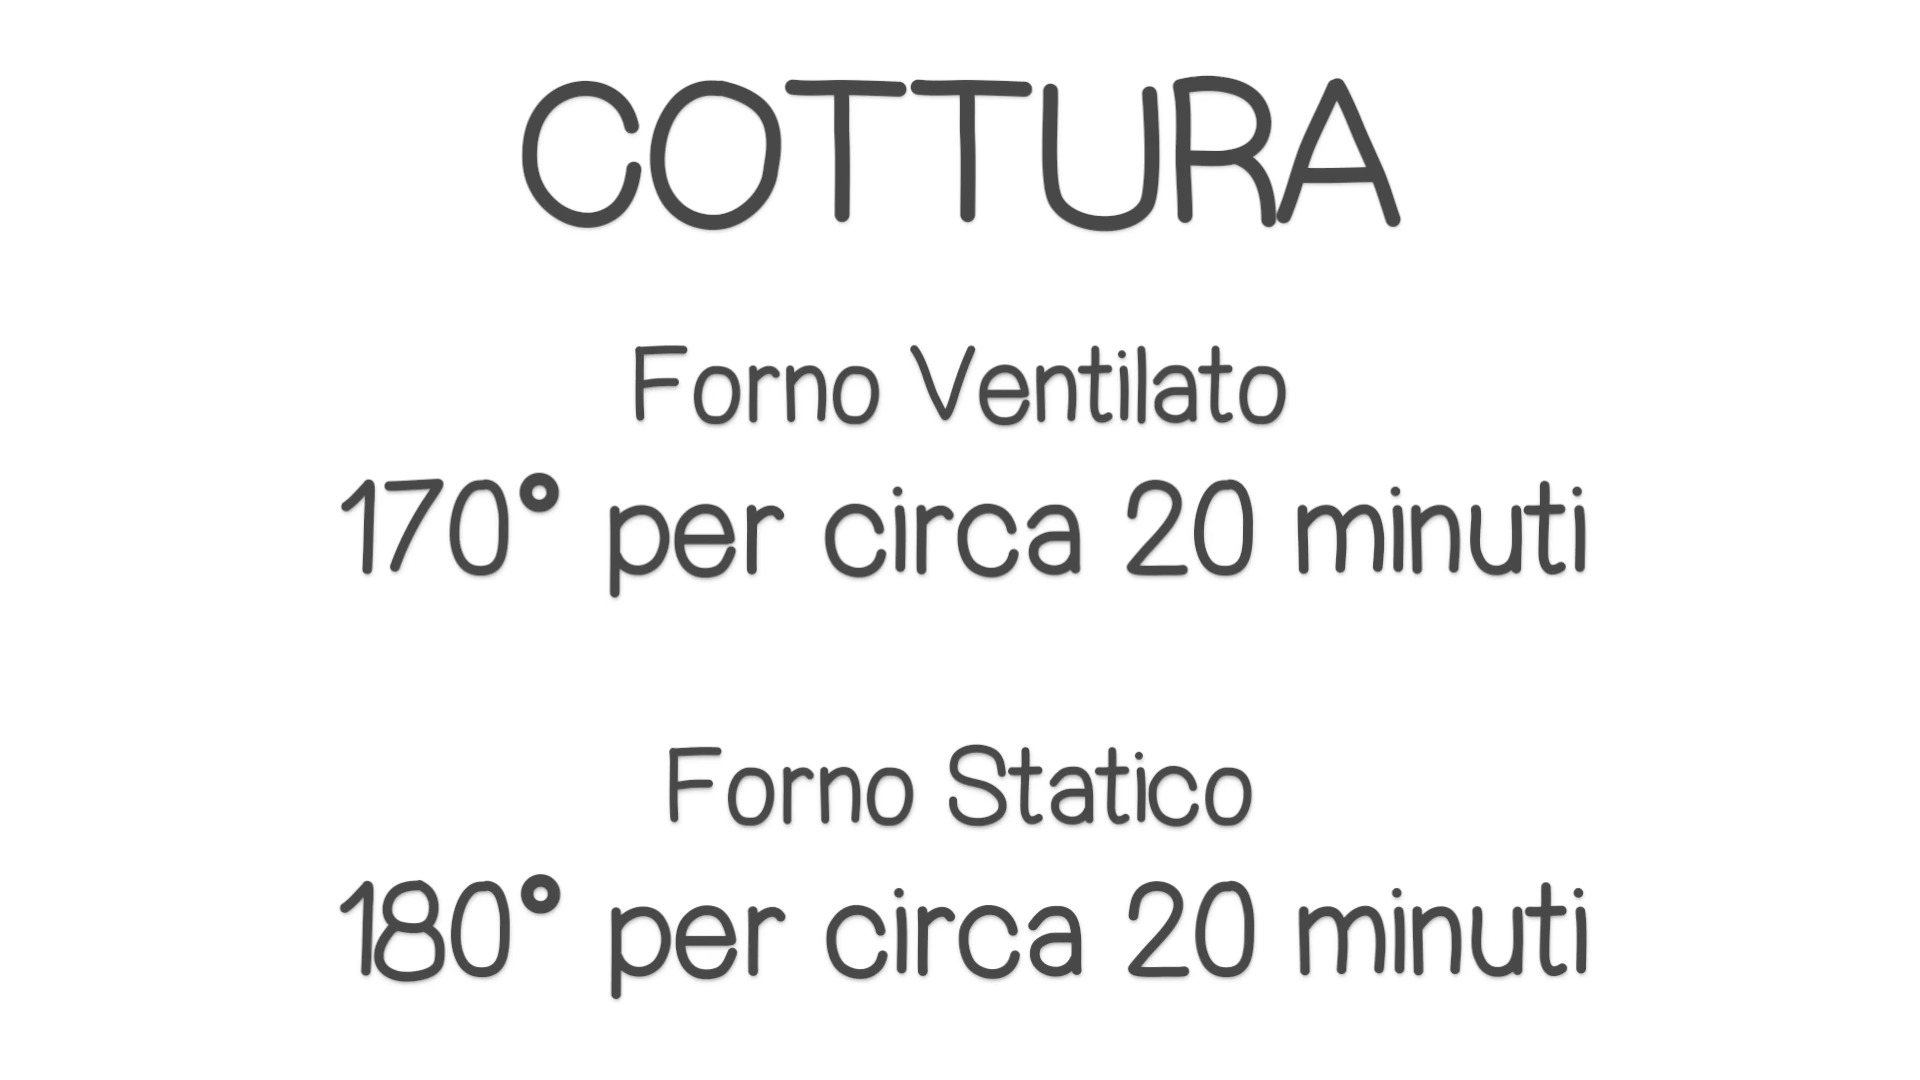 COTTURA
Forno Ventilato
170° per circa 20 minuti
Forno Statico
180° per circa 20 minuti